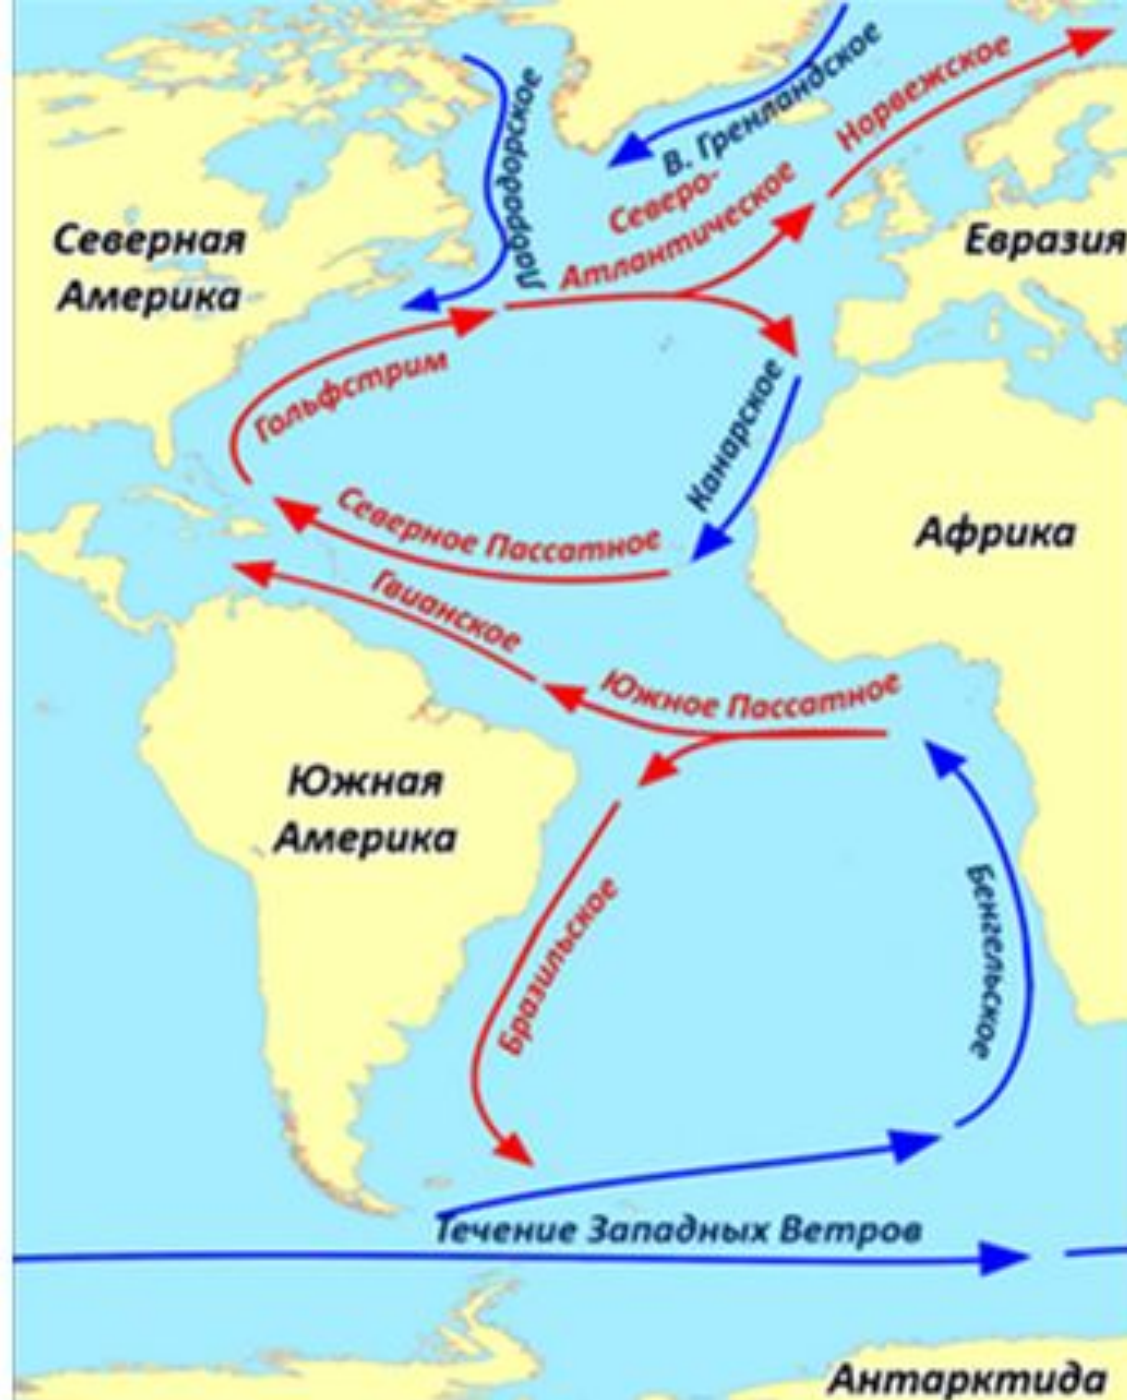 Лабрадорское
В. Гренландское
Норвежское
Северо-
Атлантическое
Северная
Америка
Евразия
Гольфстрим
Канарское
Северное Пассатное
Африка
Гвианское
Южное Пассатное
Южная
Америка
Бразильское
Бенгельское
Течение Западных Ветров
Антарктида